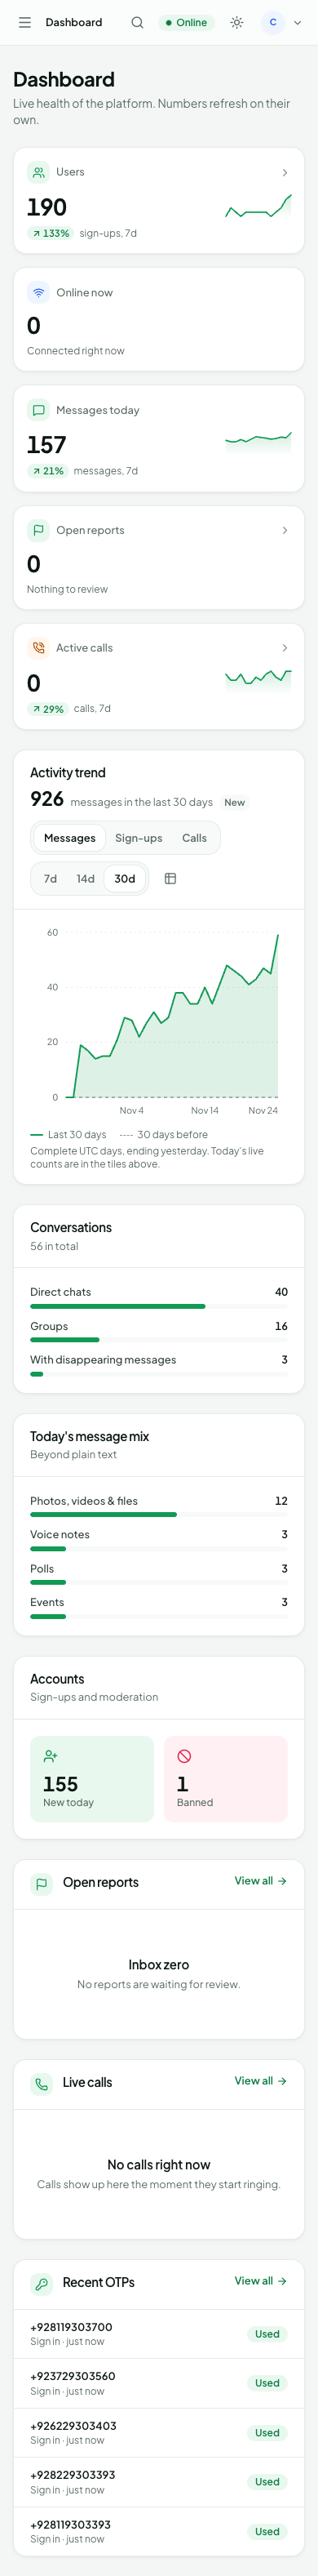 Dashboard
Online
C
Dashboard
Live health of the platform. Numbers refresh on their
own.
Users
190
133% sign-ups, 7d
Online now
0
Connected right now
Messages today
157
21% messages, 7d
Open reports
0
Nothing to review
Active calls
0
29% calls, 7d
Activity trend
926 messages in the last 30 days New
Messages Sign-ups Calls
7d 14d 30d
60
40
20
0
Nov 4 Nov 14 Nov 24
Last 30 days 30 days before
Complete UTC days, ending yesterday. Today's live
counts are in the tiles above.
Conversations
56 in total
Direct chats 40
Groups 16
With disappearing messages 3
Today's message mix
Beyond plain text
Photos, videos & files 12
Voice notes 3
Polls 3
Events 3
Accounts
Sign-ups and moderation
155
New today
1
Banned
Open reports View all
Inbox zero
No reports are waiting for review.
Live calls View all
No calls right now
Calls show up here the moment they start ringing.
Recent OTPs View all
+928119303700
Sign in · just now
Used
+923729303560
Sign in · just now
Used
+926229303403
Sign in · just now
Used
+928229303393
Sign in · just now
Used
+928119303393
Sign in · just now
Used